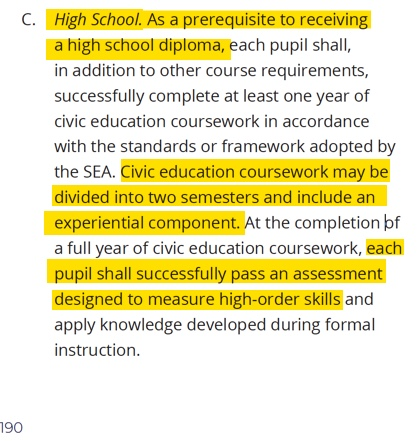 C. High School. As a prerequisite to receiving
a high school diploma, each pupil shall,
in addition to other course requirements,
successfully complete at least one year of
civic education coursework in accordance
with the standards or framework adopted by
the SEA. Civic education coursework may be
divided into two semesters and include an
experiential component. At the completion of
a full year of civic education coursework, each
pupil shall successfully pass an assessment
designed to measure high-order skills and
apply knowledge developed during formal
instruction.
190